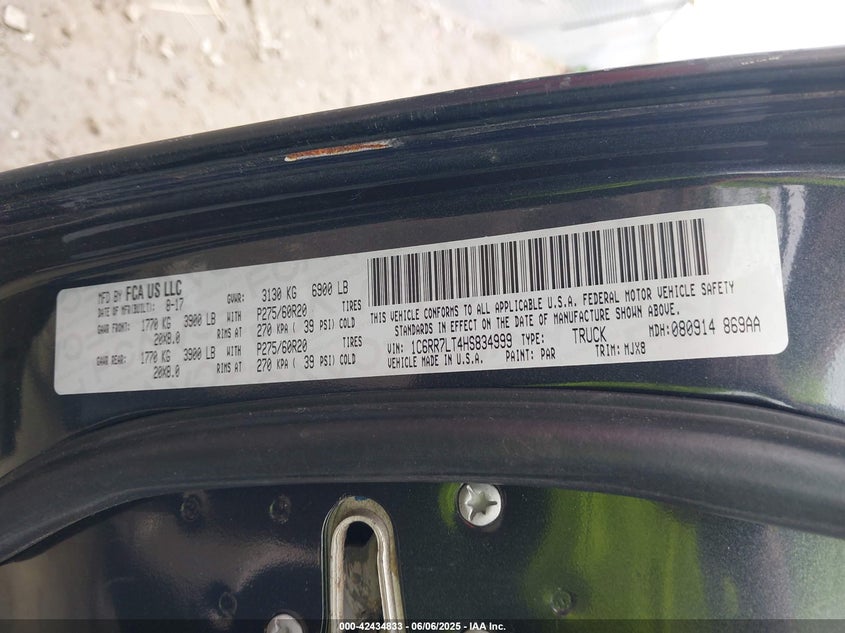 MFD BY FCA US LLC GVWR: 3130 KG 6900 LB
DATE OF MFR(BUILT): 8-17
GAWR FRONT: 1770 KG 3900 LB WITH P275/60R20 TIRES
20X8.0 RIMS AT 270 KPA ( 39 PSI) COLD
GAWR REAR: 1770 KG 3900 LB WITH P275/60R20 TIRES
20X8.0 RIMS AT 270 KPA ( 39 PSI) COLD
THIS VEHICLE CONFORMS TO ALL APPLICABLE U.S.A. FEDERAL MOTOR VEHICLE SAFETY
STANDARDS IN EFFECT ON THE DATE OF MANUFACTURE SHOWN ABOVE.
VIN: 1C6RR7LT4HS834999 TYPE: TRUCK MDH: 080914 869AA
VEHICLE MADE IN U.S.A. PAINT: PAR TRIM: MJX8
000-42434833 - 06/06/2025 - IAA Inc.